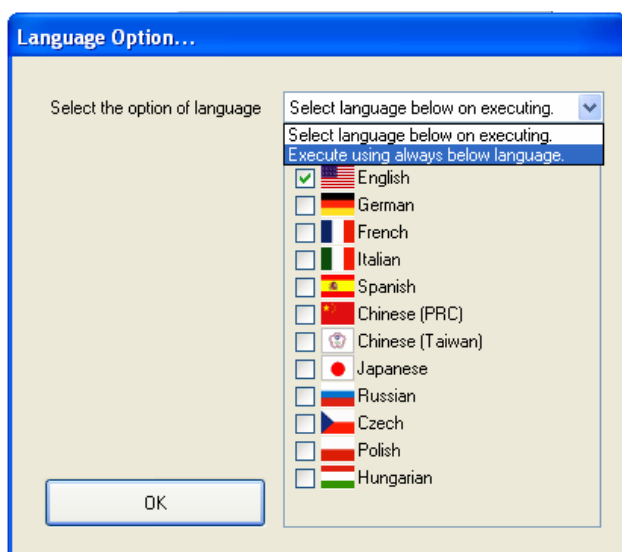 Language Option...
Select the option of language
Select language below on executing.
Select language below on executing.
Execute using always below language.
English
German
French
Italian
Spanish
Chinese (PRC)
Chinese (Taiwan)
Japanese
Russian
Czech
Polish
Hungarian
OK